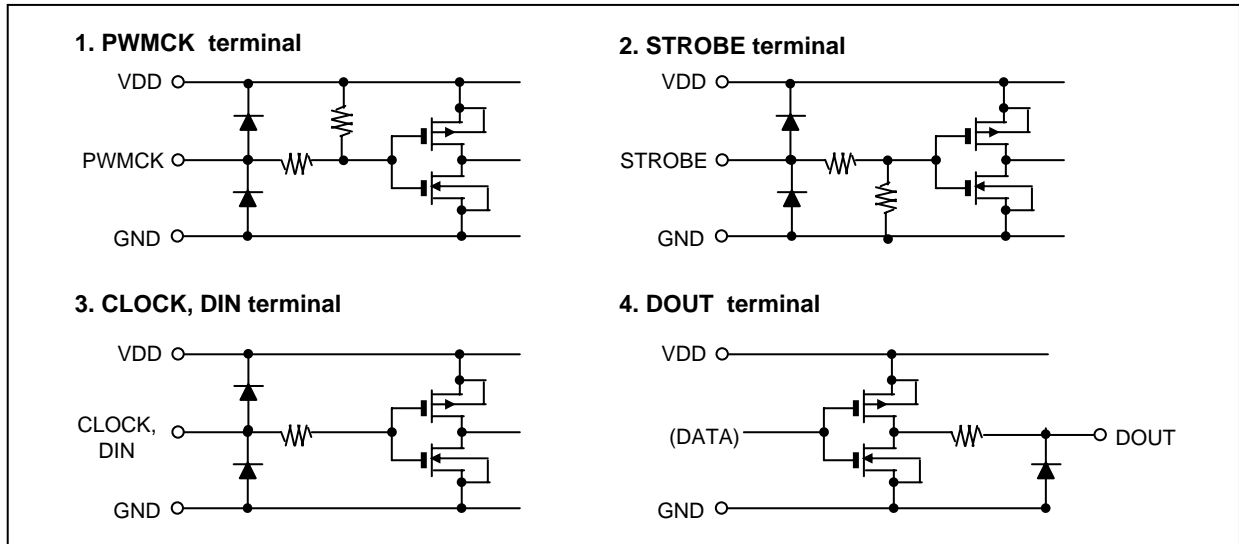 1. PWMCK terminal
VDD
PWMCK
GND
2. STROBE terminal
VDD
STROBE
GND
3. CLOCK, DIN terminal
VDD
CLOCK,
DIN
GND
4. DOUT terminal
VDD
(DATA)
DOUT
GND